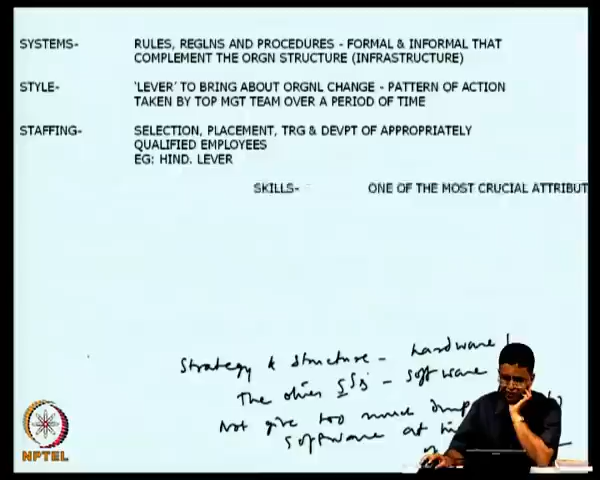 SYSTEMS- RULES, REGLNS AND PROCEDURES - FORMAL & INFORMAL THAT
COMPLEMENT THE ORGN STRUCTURE (INFRASTRUCTURE)
STYLE- 'LEVER' TO BRING ABOUT ORGNL CHANGE - PATTERN OF ACTION
TAKEN BY TOP MGT TEAM OVER A PERIOD OF TIME
STAFFING- SELECTION, PLACEMENT, TRG & DEVPT OF APPROPRIATELY
QUALIFIED EMPLOYEES
EG: HIND. LEVER
SKILLS- ONE OF THE MOST CRUCIAL ATTRIBUT
Strategy & structure - hardware
The other 5 Ss - software
Not give too much
software at
NPTEL